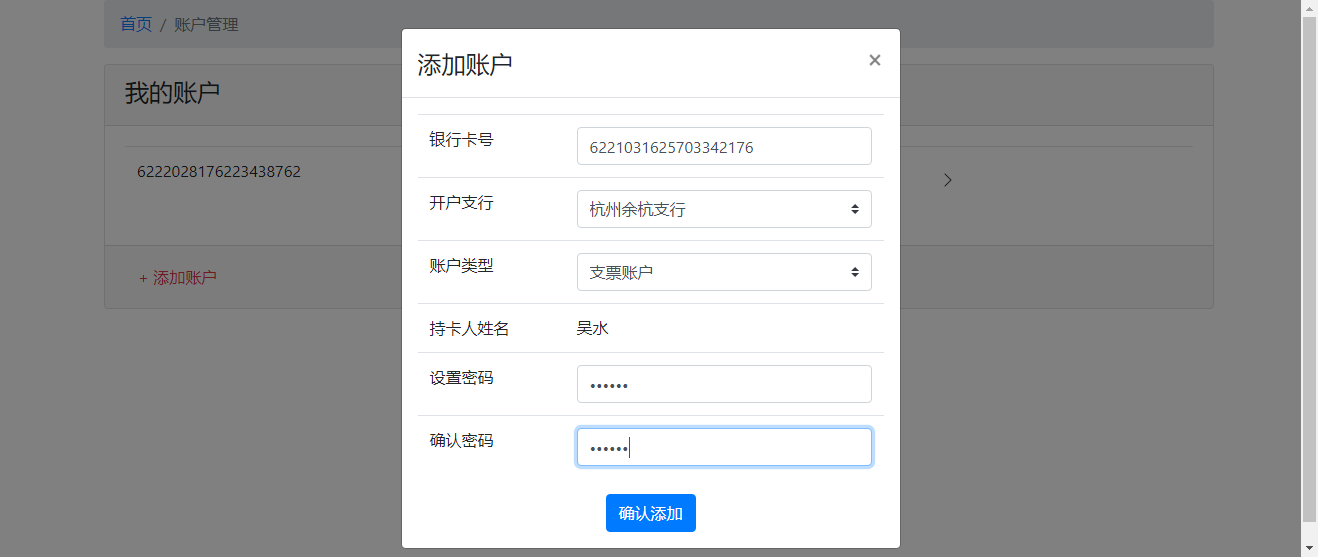 首页 / 账户管理
添加账户 ×
我的账户
银行卡号 6221031625703342176
6222028176223438762
开户支行 杭州余杭支行
账户类型 支票账户
+ 添加账户
持卡人姓名 吴水
设置密码 ••••••
确认密码 ••••••
确认添加